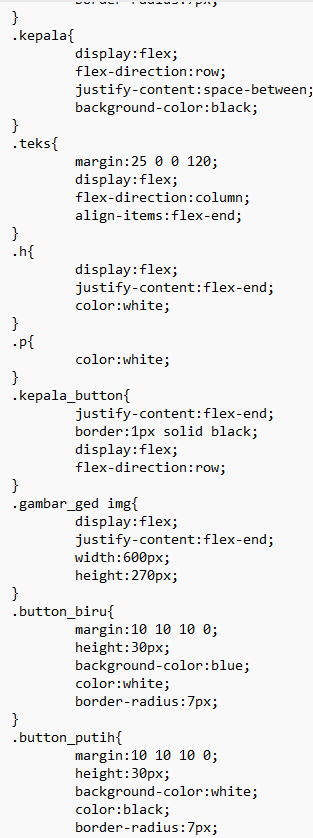 border-radius:7px;
}
.kepala{
display:flex;
flex-direction:row;
justify-content:space-between;
background-color:black;
}
.teks{
margin:25 0 0 120;
display:flex;
flex-direction:column;
align-items:flex-end;
}
.h{
display:flex;
justify-content:flex-end;
color:white;
}
.p{
color:white;
}
.kepala_button{
justify-content:flex-end;
border:1px solid black;
display:flex;
flex-direction:row;
}
.gambar_ged img{
display:flex;
justify-content:flex-end;
width:600px;
height:270px;
}
.button_biru{
margin:10 10 10 0;
height:30px;
background-color:blue;
color:white;
border-radius:7px;
}
.button_putih{
margin:10 10 10 0;
height:30px;
background-color:white;
color:black;
border-radius:7px;